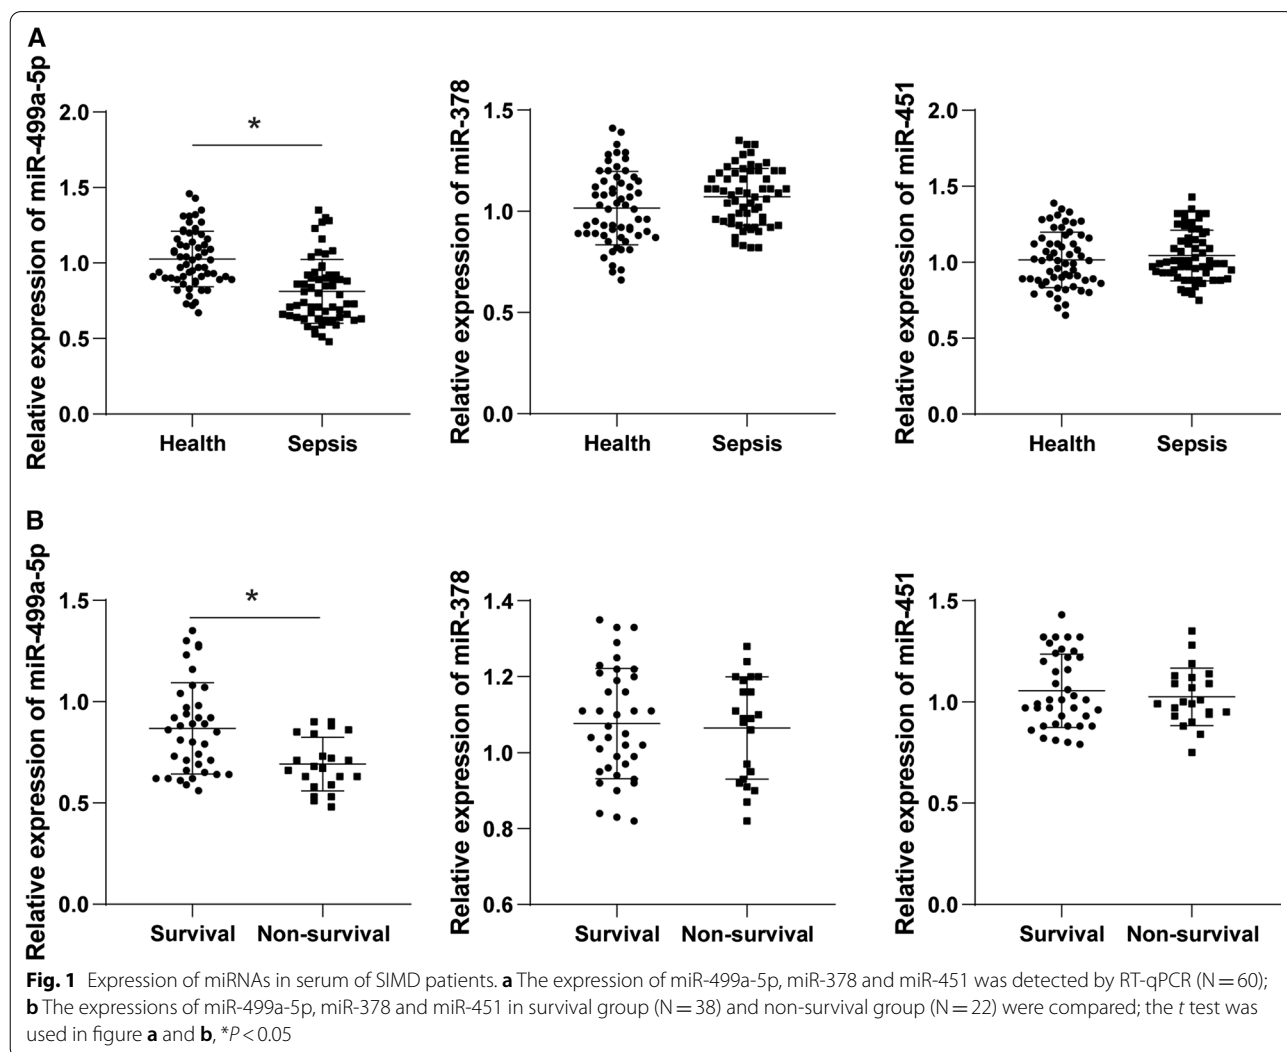 A
Relative expression of miR-499a-5p
2.0
1.5
1.0
0.5
0.0
*
Health
Sepsis
Relative expression of miR-378
1.5
1.0
0.5
0.0
Health
Sepsis
Relative expression of miR-451
2.0
1.5
1.0
0.5
0.0
Health
Sepsis
B
Relative expression of miR-499a-5p
1.5
1.0
0.5
0.0
*
Survival
Non-survival
Relative expression of miR-378
1.4
1.2
1.0
0.8
0.6
Survival
Non-survival
Relative expression of miR-451
1.5
1.0
0.5
0.0
Survival
Non-survival
Fig. 1 Expression of miRNAs in serum of SIMD patients. a The expression of miR-499a-5p, miR-378 and miR-451 was detected by RT-qPCR (N = 60);
b The expressions of miR-499a-5p, miR-378 and miR-451 in survival group (N = 38) and non-survival group (N = 22) were compared; the t test was
used in figure a and b, *P < 0.05